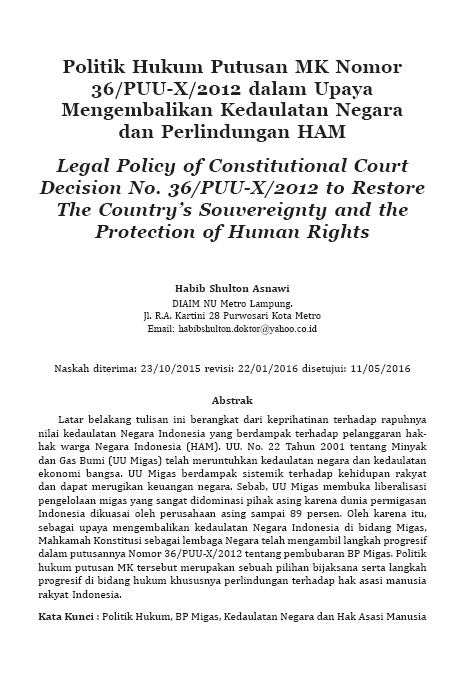 Politik Hukum Putusan MK Nomor
36/PUU-X/2012 dalam Upaya
Mengembalikan Kedaulatan Negara
dan Perlindungan HAM
Legal Policy of Constitutional Court
Decision No. 36/PUU-X/2012 to Restore
The Country's Souvereignty and the
Protection of Human Rights
Habib Shulton Asnawi
DIAIM NU Metro Lampung.
Jl. R.A. Kartini 28 Purwosari Kota Metro
Email: habibshulton.doktor@yahoo.co.id
Naskah diterima: 23/10/2015 revisi: 22/01/2016 disetujui: 11/05/2016
Abstrak
Latar belakang tulisan ini berangkat dari keprihatinan terhadap rapuhnya
nilai kedaulatan Negara Indonesia yang berdampak terhadap pelanggaran hak-
hak warga Negara Indonesia (HAM). UU. No. 22 Tahun 2001 tentang Minyak
dan Gas Bumi (UU Migas) telah meruntuhkan kedaulatan negara dan kedaulatan
ekonomi bangsa. UU Migas berdampak sistemik terhadap kehidupan rakyat
dan dapat merugikan keuangan negara. Sebab, UU Migas membuka liberalisasi
pengelolaan migas yang sangat didominasi pihak asing karena dunia permigasan
Indonesia dikuasai oleh perusahaan asing sampai 89 persen. Oleh karena itu,
sebagai upaya mengembalikan kedaulatan Negara Indonesia di bidang Migas,
Mahkamah Konstitusi sebagai lembaga Negara telah mengambil langkah progresif
dalam putusannya Nomor 36/PUU-X/2012 tentang pembubaran BP Migas. Politik
hukum putusan MK tersebut merupakan sebuah pilihan bijaksana serta langkah
progresif di bidang hukum khususnya perlindungan terhadap hak asasi manusia
rakyat Indonesia.
Kata Kunci : Politik Hukum, BP Migas, Kedaulatan Negara dan Hak Asasi Manusia